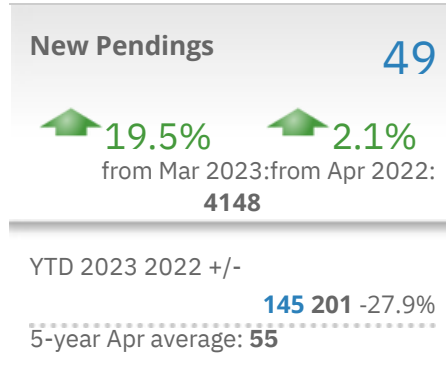 New Pendings
49
19.5% 2.1%
from Mar 2023:from Apr 2022:
4148
YTD 2023 2022 +/-
145 201 -27.9%
5-year Apr average: 55